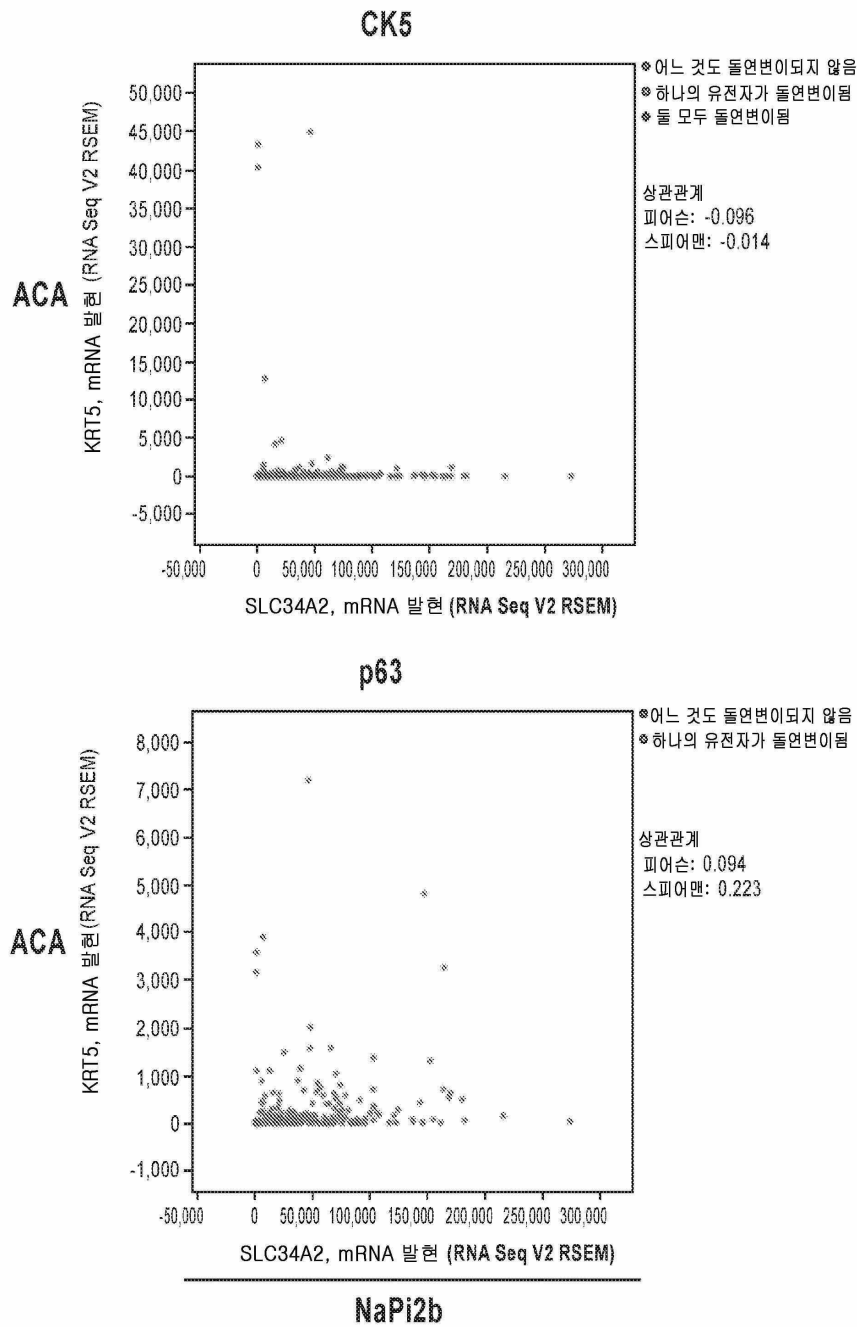 CK5
어느 것도 돌연변이되지 않음
하나의 유전자가 돌연변이됨
둘 모두 돌연변이됨
상관관계
피어슨: -0.096
스피어맨: -0.014
ACA
KRT5, mRNA 발현 (RNA Seq V2 RSEM)
50,000
45,000
40,000
35,000
30,000
25,000
20,000
15,000
10,000
5,000
0
-5,000
-50,000 0 50,000 100,000 150,000 200,000 250,000 300,000
SLC34A2, mRNA 발현 (RNA Seq V2 RSEM)
p63
어느 것도 돌연변이되지 않음
하나의 유전자가 돌연변이됨
상관관계
피어슨: 0.094
스피어맨: 0.223
ACA
KRT5, mRNA 발현(RNA Seq V2 RSEM)
8,000
7,000
6,000
5,000
4,000
3,000
2,000
1,000
0
-1,000
-50,000 0 50,000 100,000 150,000 200,000 250,000 300,000
SLC34A2, mRNA 발현 (RNA Seq V2 RSEM)
NaPi2b